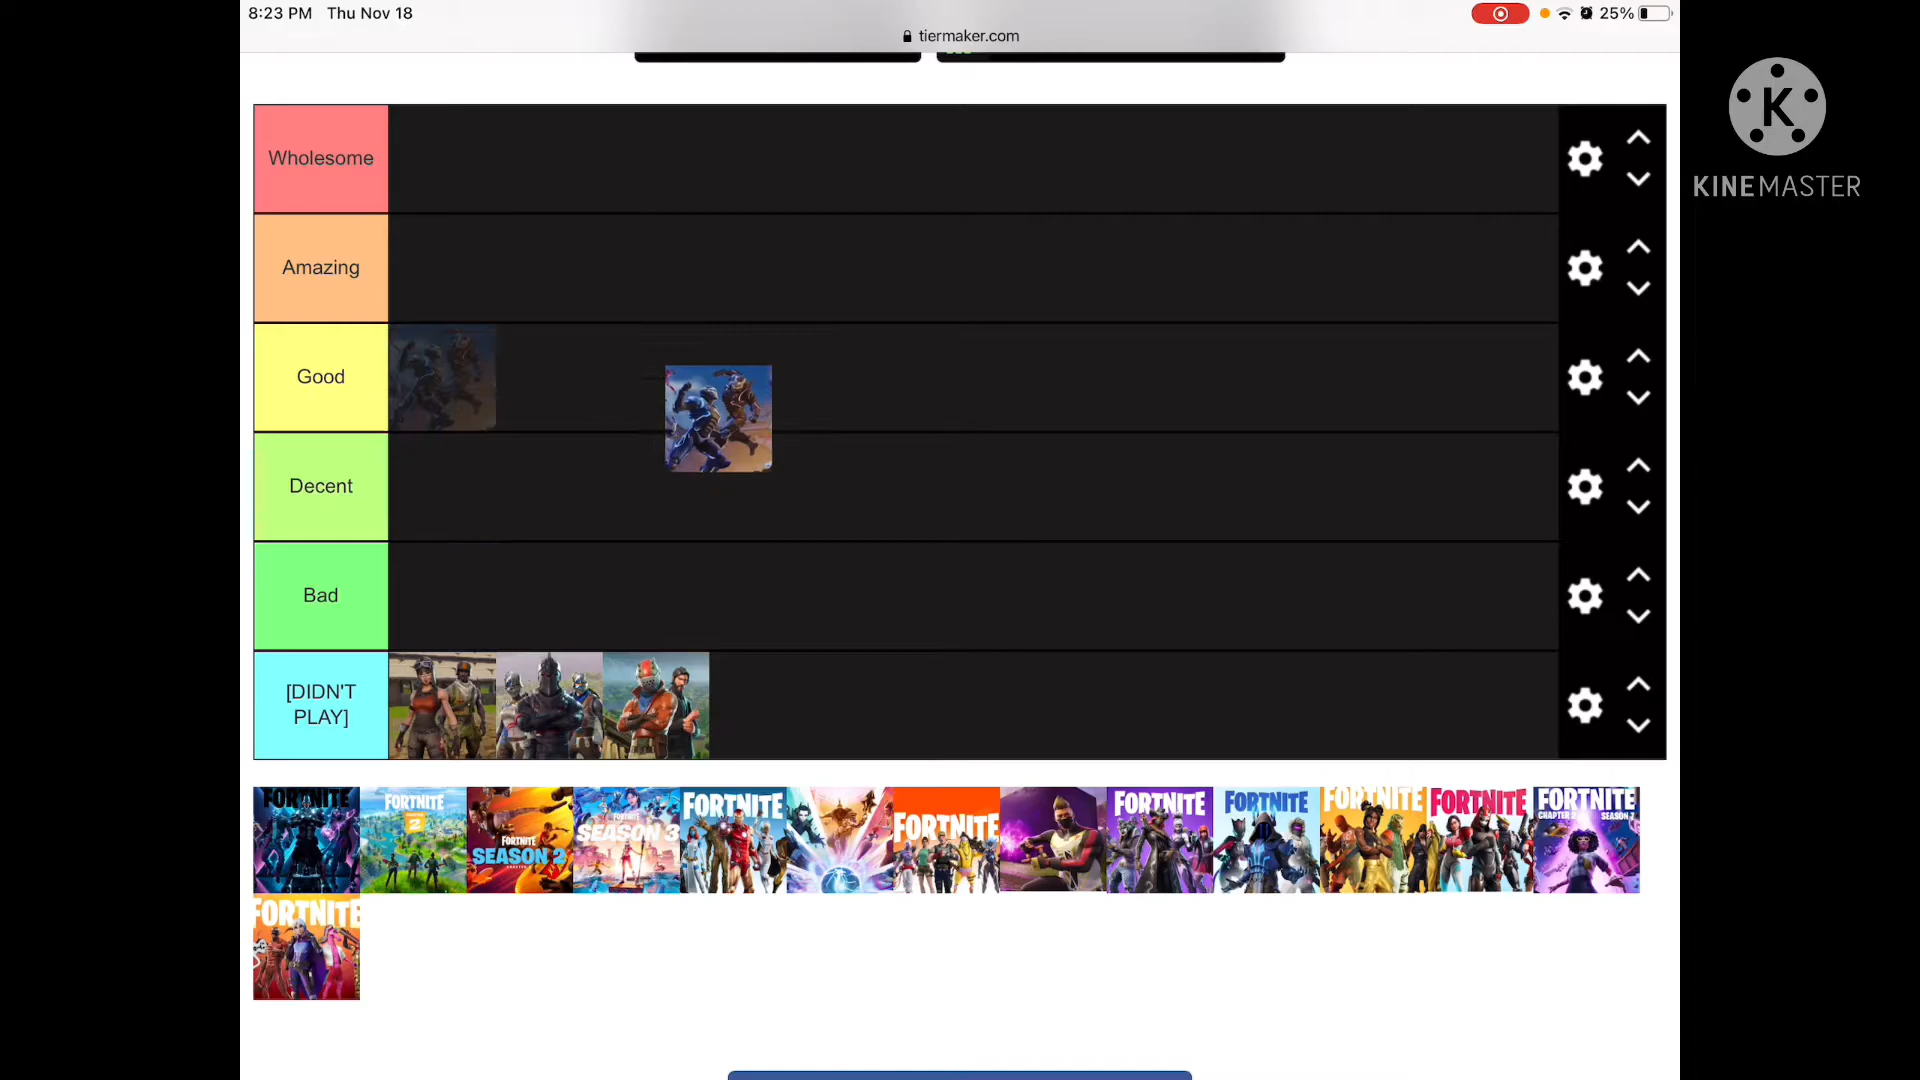 8:23 PM Thu Nov 18
25%
tiermaker.com
K
KINEMASTER
Wholesome
Amazing
Good
Decent
Bad
[DIDN'T
PLAY]
FORTNITE
FORTNITE
2
FORTNITE
SEASON 2
FORTNITE
SEASON 3
FORTNITE
FORTNITE
FORTNITE
FORTNITE
FORTNITE
FORTNITE
FORTNITE
CHAPTER 2 SEASON 7
FORTNITE